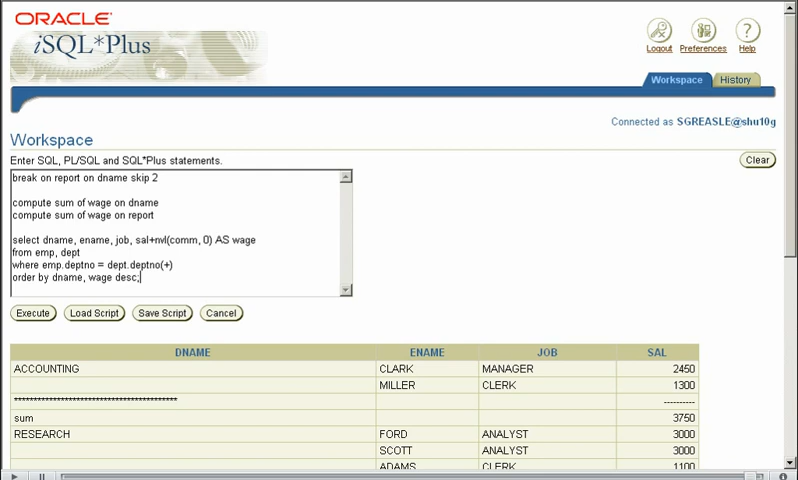 ORACLE®
iSQL*Plus
Logout Preferences Help
Workspace History
Connected as SGREASLE@shu10g
Workspace
Enter SQL, PL/SQL and SQL*Plus statements.
Clear
break on report on dname skip 2
compute sum of wage on dname
compute sum of wage on report
select dname, ename, job, sal+nvl(comm, 0) AS wage
from emp, dept
where emp.deptno = dept.deptno(+)
order by dname, wage desc;
Execute Load Script Save Script Cancel
DNAME ENAME JOB SAL
ACCOUNTING CLARK MANAGER 2450
MILLER CLERK 1300
****************************************** ----------
sum 3750
RESEARCH FORD ANALYST 3000
SCOTT ANALYST 3000
ADAMS CLERK 1100